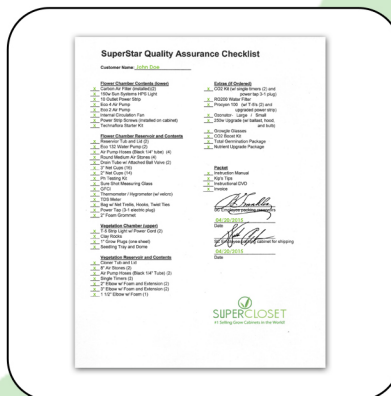 SuperStar Quality Assurance Checklist
Customer Name: John Doe
Flower Chamber Contents (lower)
x Carbon Air Filter (installed)(2)
x 150w Sun Systems HPS Light
x 10 Outlet Power Strip
x Eco 4 Air Pump
x Eco 2 Air Pump
x Internal Circulation Fan
x Power Strip Screws (installed on cabinet)
x Technaflora Starter Kit
Flower Chamber Reservoir and Contents
x Reservoir Tub and Lid (2)
x Eco 132 Water Pump (2)
x Air Pump Hoses (Black 1/4" tube) (4)
x Round Medium Air Stones (4)
x Drain Tube w/ Attached Ball Valve (2)
x 3" Net Cups (16)
x 2" Net Cups (14)
x Ph Testing Kit
x Sure Shot-Measuring Glass
x GFCI
x Thermometer / Hygrometer (w/ velcro)
x TDS Meter
x Bag w/ Net Trellis, Hooks, Twist Ties
x Power Tap (3-1 electric plug)
x 2" Foam Grommet
Vegetation Chamber (upper)
x T-5 Strip Light w/ Power Cord (2)
x Clay Rocks
x 1" Grow Plugs (one sheet)
x Seedling Tray and Dome
Vegetation Reservoir and Contents
x Cloner Tub and Lid
x 8" Air Stones (2)
x Air Pump Hoses (Black 1/4" Tube) (2)
x Single Timers (2)
x 2" Elbow w/ Foam and Extension (2)
x 3" Elbow w/ Foam and Extension (2)
x 1 1/2" Elbow w/ Foam (1)
Extras (If Ordered)
x CO2 Kit (w/ single timers (2) and
power tap 3-1 plug)
x RO200 Water Filter
x Procyon 100 (w/ T-5's (2) and
upgraded power strip)
x Ozonator - Large / Small
x 250w Upgrade (w/ ballast, hood,
and bulb)
x Growgle Glasses
x CO2 Boost Kit
x Total Germination Package
x Nutrient Upgrade Package
Packet
x Instruction Manual
x Kip's Tips
x Instructional DVD
x Invoice
04/20/2015
Date
cabinet for shipping
04/20/2015
Date
SUPERCLOSET
#1 Selling Grow Cabinets in the World!